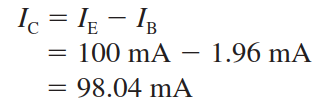 I_C = I_E − I_B
= 100 mA − 1.96 mA
= 98.04 mA